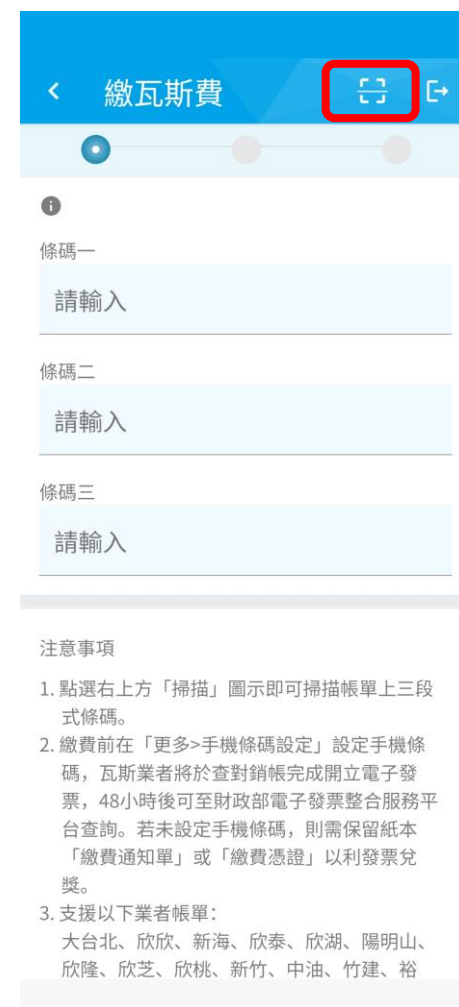 繳瓦斯費
條碼一
請輸入
條碼二
請輸入
條碼三
請輸入
注意事項
1. 點選右上方「掃描」圖示即可掃描帳單上三段
式條碼。
2. 繳費前在「更多>手機條碼設定」設定手機條
碼，瓦斯業者將於查對銷帳完成開立電子發
票，48小時後可至財政部電子發票整合服務平
台查詢。若未設定手機條碼，則需保留紙本
「繳費通知單」或「繳費憑證」以利發票兌
獎。
3. 支援以下業者帳單：
大台北、欣欣、新海、欣泰、欣湖、陽明山、
欣隆、欣芝、欣桃、新竹、中油、竹建、裕